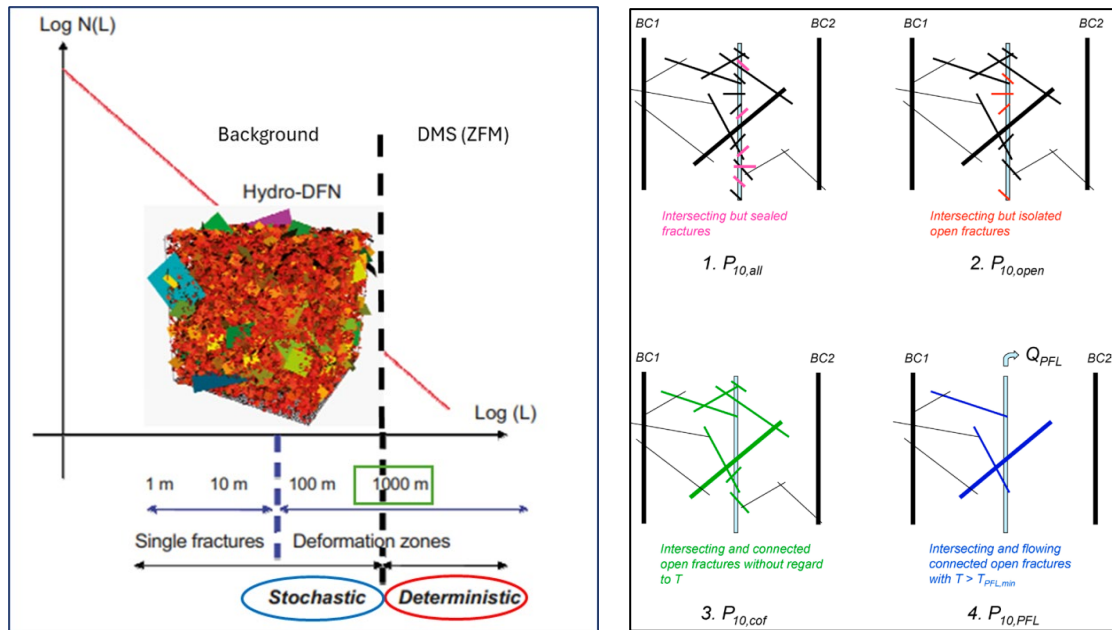 Log N(L)
Background
DMS (ZFM)
Hydro-DFN
Log (L)
1 m
10 m
100 m
1000 m
Single fractures
Deformation zones
Stochastic
Deterministic
BC1
BC2
Intersecting but sealed
fractures
1. P10,all
BC1
BC2
Intersecting but isolated
open fractures
2. P10,open
BC1
BC2
Intersecting and connected
open fractures without regard
to T
3. P10,cof
BC1
QPFL
BC2
Intersecting and flowing
connected open fractures
with T > TPFL,min
4. P10,PFL